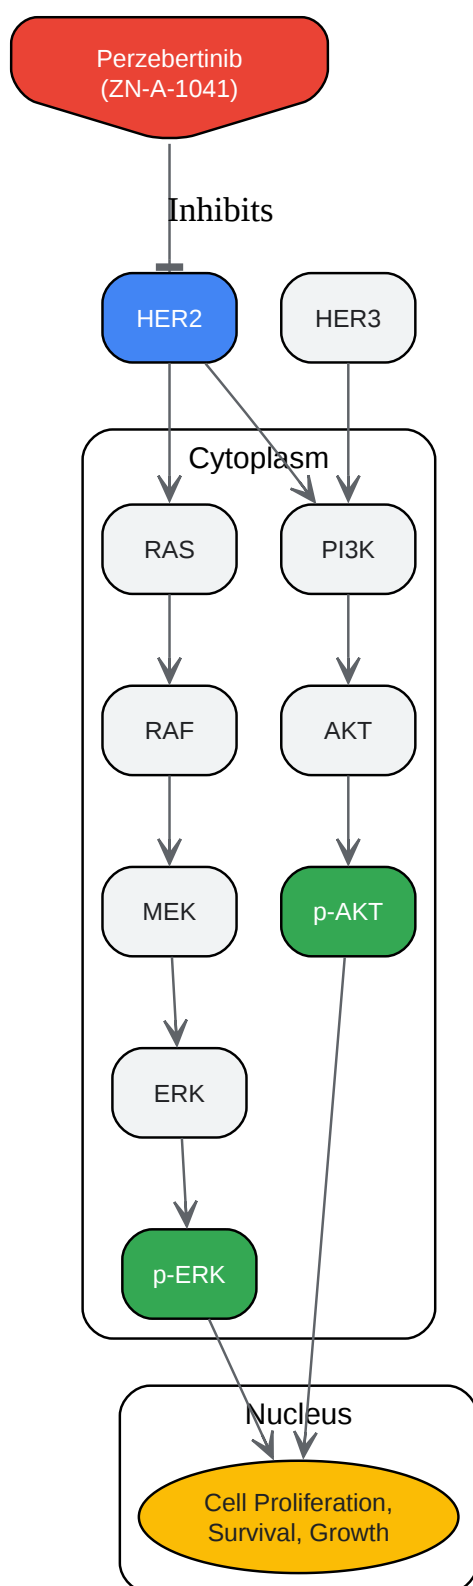 Perzebertinib
(ZN-A-1041)
Inhibits
HER2
HER3
Cytoplasm
RAS
PI3K
RAF
AKT
MEK
p-AKT
ERK
p-ERK
Nucleus
Cell Proliferation,
Survival, Growth